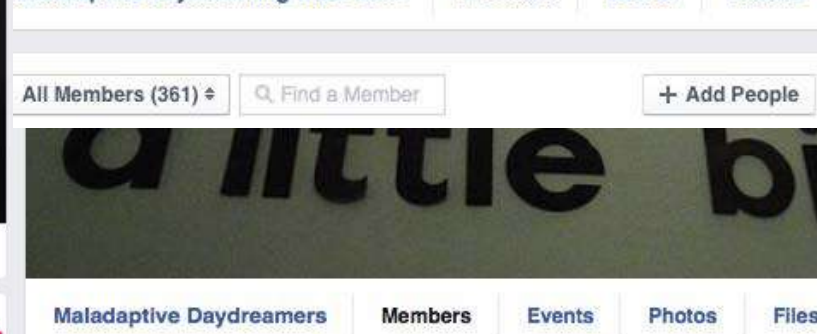 All Members (361)
Find a Member
+ Add People
a little
Maladaptive Daydreamers
Members
Events
Photos
Files